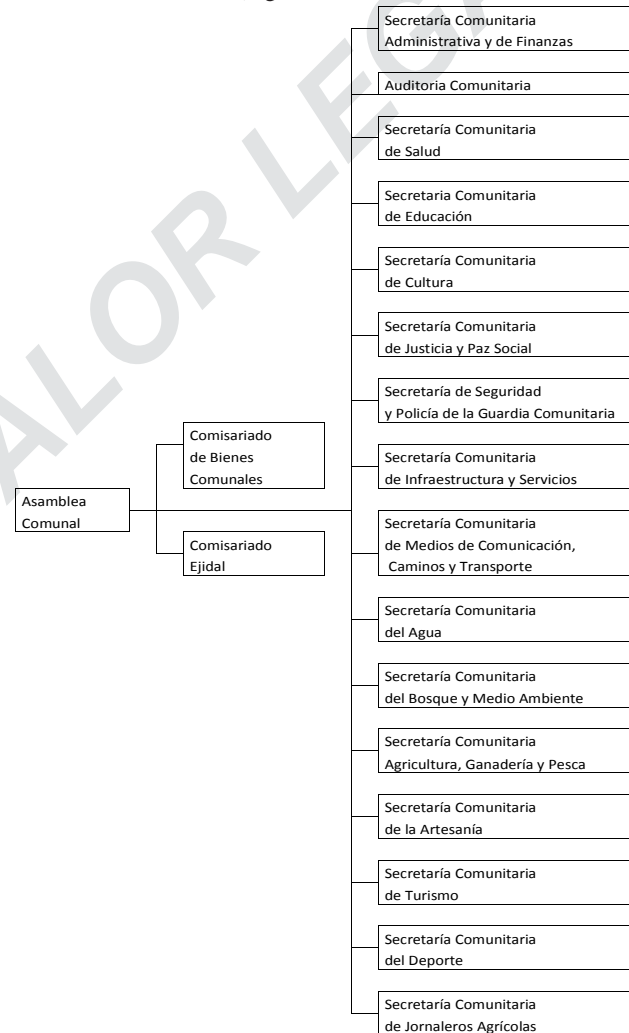 Asamblea
Comunal
Comisariado
de Bienes
Comunales
Comisariado
Ejidal
Secretaría Comunitaria
Administrativa y de Finanzas
Auditoria Comunitaria
Secretaría Comunitaria
de Salud
Secretaria Comunitaria
de Educación
Secretaría Comunitaria
de Cultura
Secretaría Comunitaria
de Justicia y Paz Social
Secretaría de Seguridad
y Policía de la Guardia Comunitaria
Secretaría Comunitaria
de Infraestructura y Servicios
Secretaría Comunitaria
de Medios de Comunicación,
Caminos y Transporte
Secretaría Comunitaria
del Agua
Secretaría Comunitaria
del Bosque y Medio Ambiente
Secretaría Comunitaria
Agricultura, Ganadería y Pesca
Secretaría Comunitaria
de la Artesanía
Secretaría Comunitaria
de Turismo
Secretaría Comunitaria
del Deporte
Secretaría Comunitaria
de Jornaleros Agrícolas